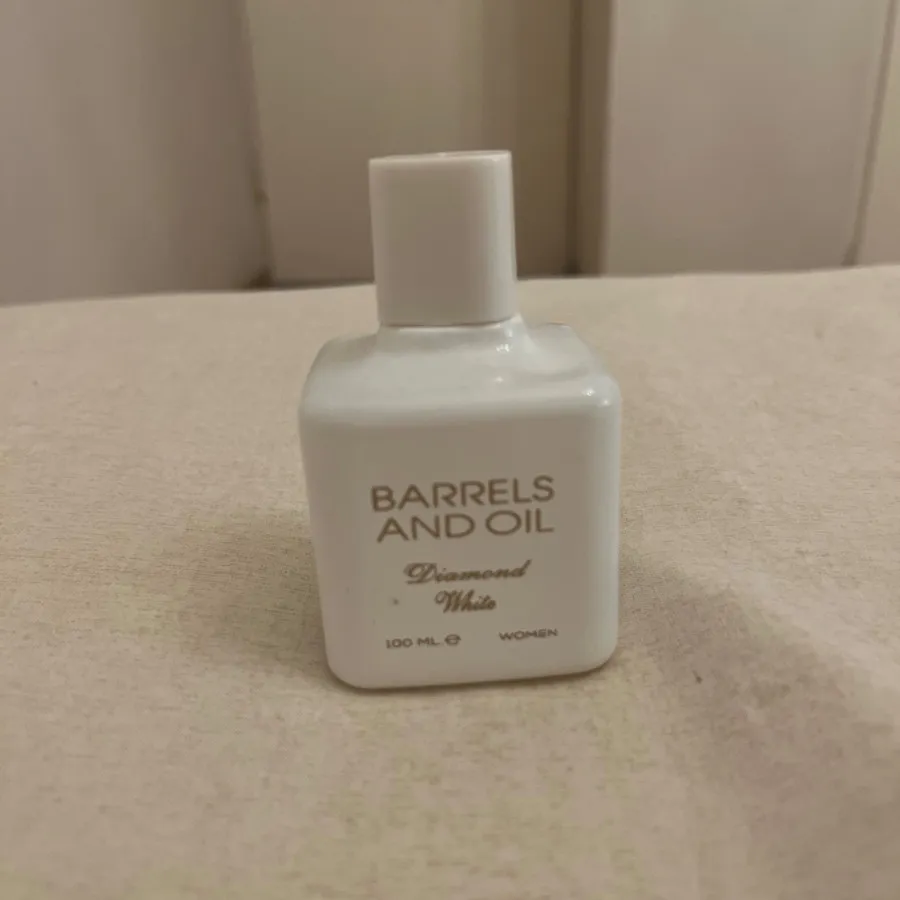 BARRELS
AND OIL
Diamond
White
100 ML. ℮
WOMEN